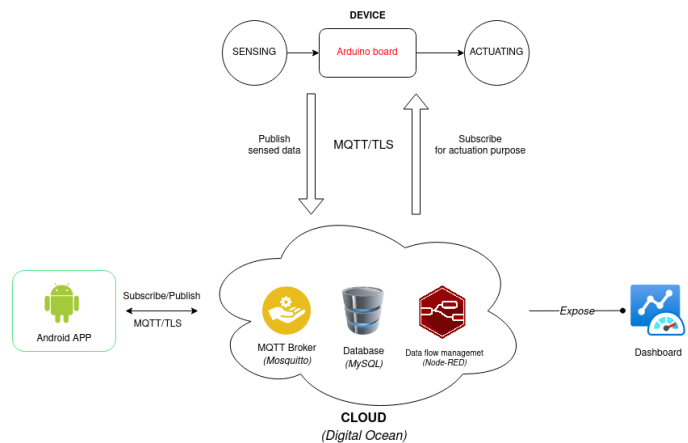 DEVICE
SENSING
Arduino board
ACTUATING
Publish
sensed data
MQTT/TLS
Subscribe
for actuation purpose
Subscribe/Publish
MQTT/TLS
Android APP
MQTT Broker
(Mosquitto)
Database
(MySQL)
Data flow managemet
(Node-RED)
Expose
Dashboard
CLOUD
(Digital Ocean)